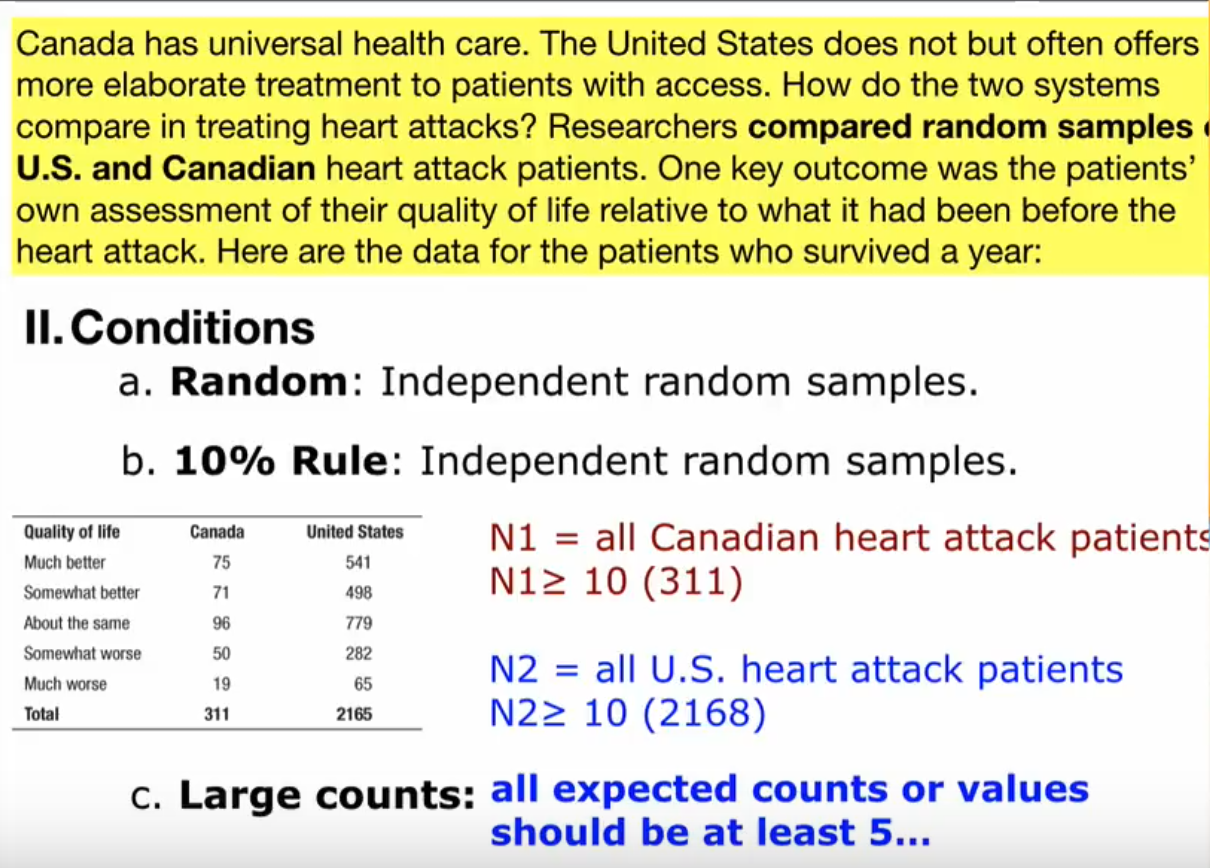 Canada has universal health care. The United States does not but often offers
more elaborate treatment to patients with access. How do the two systems
compare in treating heart attacks? Researchers compared random samples
U.S. and Canadian heart attack patients. One key outcome was the patients’
own assessment of their quality of life relative to what it had been before the
heart attack. Here are the data for the patients who survived a year:
II. Conditions
a. Random: Independent random samples.
b. 10% Rule: Independent random samples.
Quality of life Canada United States
Much better 75 541
Somewhat better 71 498
About the same 96 779
Somewhat worse 50 282
Much worse 19 65
Total 311 2165
N1 = all Canadian heart attack patients
N1≥ 10 (311)
N2 = all U.S. heart attack patients
N2≥ 10 (2168)
c. Large counts: all expected counts or values
should be at least 5...